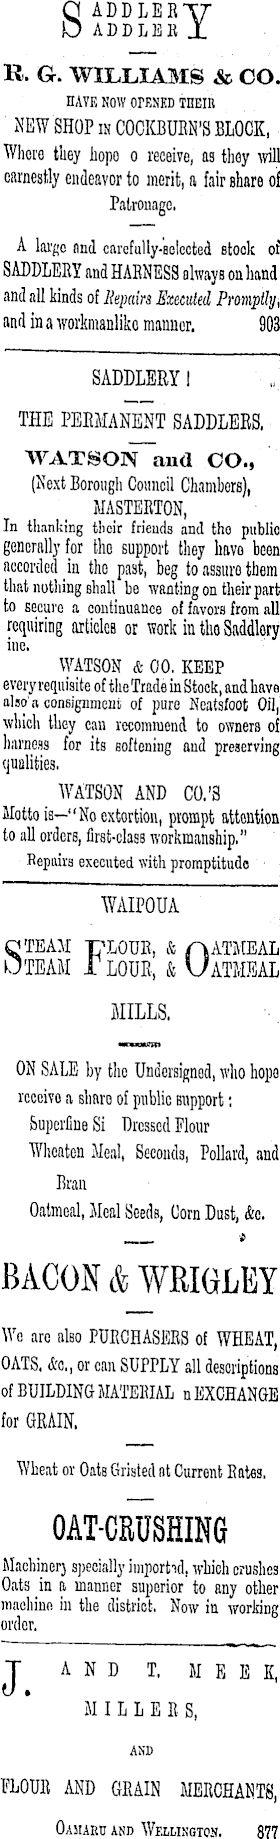 SADDLERY
SADDLERY
R. G. WILLIAMS & CO.
HAVE NOW OPENED THEIR
NEW SHOP IN COCKBURN'S BLOCK,
Where they hope o receive, as they will
earnestly endeavor to merit, a fair share of
Patronage.
A large and carefully-selected stock of
SADDLERY and HARNESS always on hand
and all kinds of Repairs Executed Promptly,
and in a workmanlike manner. 903
SADDLERY!
THE PERMANENT SADDLERS.
WATSON and CO.,
(Next Borough Council Chambers),
MASTERTON,
In thanking their friends and the public
generally for the support they have been
accorded in the past, beg to assure them
that nothing shall be wanting on their part
to secure a continuance of favors from all
requiring articles or work in the Saddlery
ine.
WATSON & CO. KEEP
every requisite of the Trade in Stock, and have
also a consignment of pure Neatsfoot Oil,
which they can recommend to owners of
harness for its softening and preserving
qualities.
WATSON AND CO.'S
Motto is—"No extortion, prompt attention
to all orders, first-class workmanship."
Repairs executed with promptitude
WAIPOUA
STEAM FLOUR, & OATMEAL
STEAM FLOUR, & OATMEAL
MILLS.
ON SALE by the Undersigned, who hope
receive a share of public support:
Superfine Si Dressed Flour
Wheaten Meal, Seconds, Pollard, and
Bran
Oatmeal, Meal Seeds, Corn Dust, &c.
BACON & WRIGLEY
We are also PURCHASERS of WHEAT,
OATS, &c., or can SUPPLY all descriptions
of BUILDING MATERIAL n EXCHANGE
for GRAIN.
Wheat or Oats Gristed at Current Rates.
OAT-CRUSHING
Machinery specially imported, which crushes
Oats in a manner superior to any other
machine in the district. Now in working
order.
J. AND T. MEEK,
MILLERS,
AND
FLOUR AND GRAIN MERCHANTS,
OAMARU AND WELLINGTON. 877